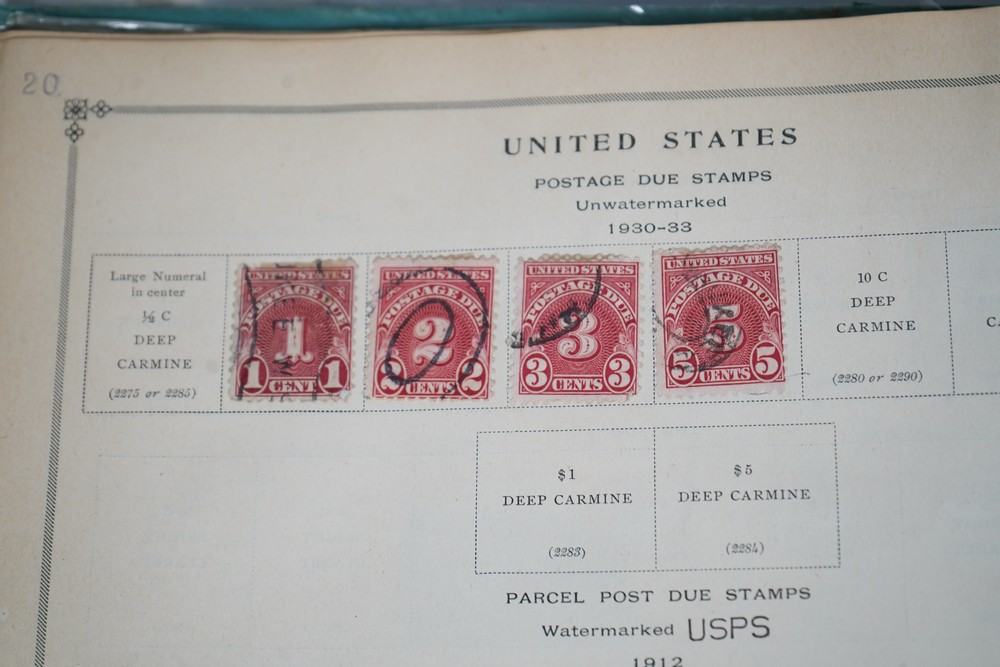 20.
UNITED STATES
POSTAGE DUE STAMPS
Unwatermarked
1930-33
Large Numeral
in center
½ C
DEEP
CARMINE
(2275 or 2285)
UNITED STATES
POSTAGE DUE
1
1 CENT 1
UNITED STATES
POSTAGE DUE
2
2 CENTS 2
UNITED STATES
POSTAGE DUE
3
3 CENTS 3
UNITED STATES
POSTAGE DUE
5
5 CENTS 5
10 C
DEEP
CARMINE
(2280 or 2290)
C
$1
DEEP CARMINE
(2283)
$5
DEEP CARMINE
(2284)
PARCEL POST DUE STAMPS
Watermarked USPS
1912